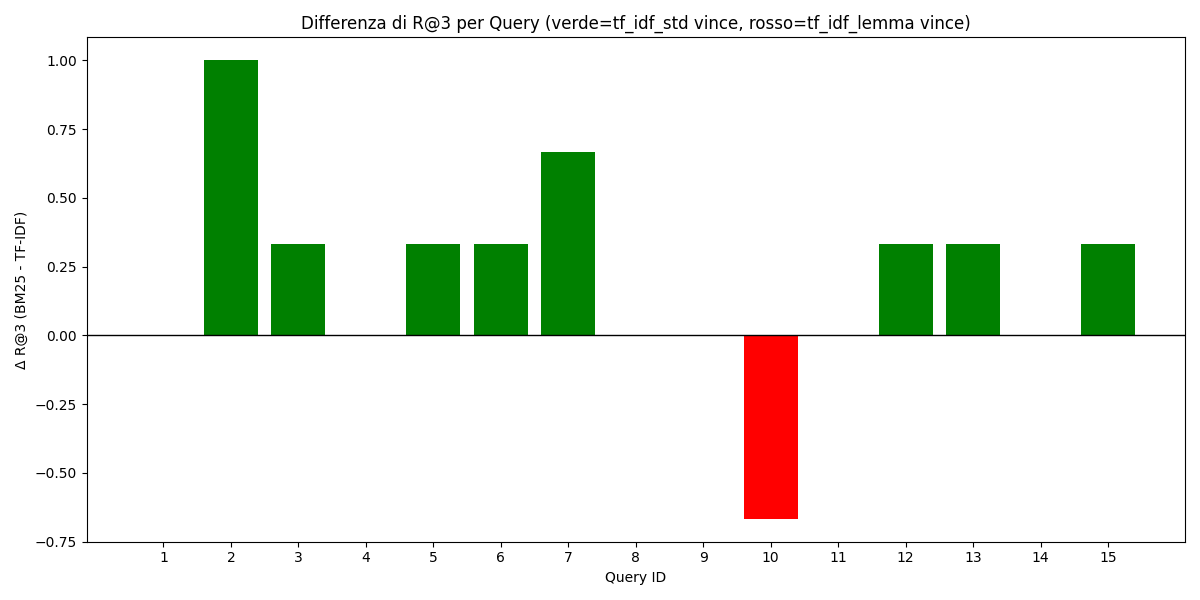 Differenza di R@3 per Query (verde=tf_idf_std vince, rosso=tf_idf_lemma vince)
Δ R@3 (BM25 - TF-IDF)
1.00
0.75
0.50
0.25
0.00
−0.25
−0.50
−0.75
1 2 3 4 5 6 7 8 9 10 11 12 13 14 15
Query ID